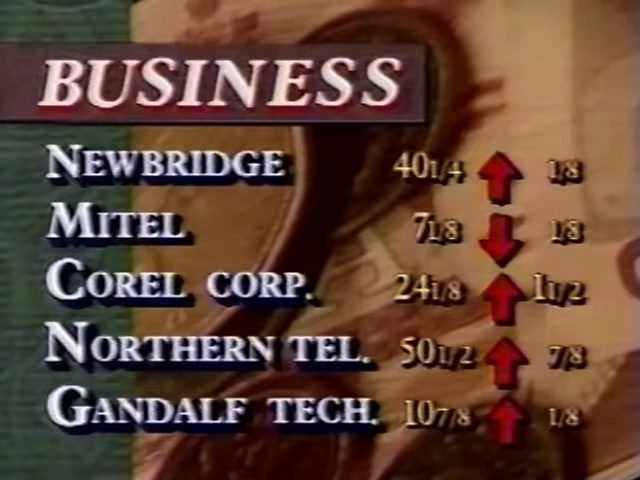 BUSINESS
NEWBRIDGE 40 1/4 1/8
MITEL 7 1/8 1/8
COREL CORP. 24 1/8 1 1/2
NORTHERN TEL. 50 1/2 7/8
GANDALF TECH. 10 7/8 1/8